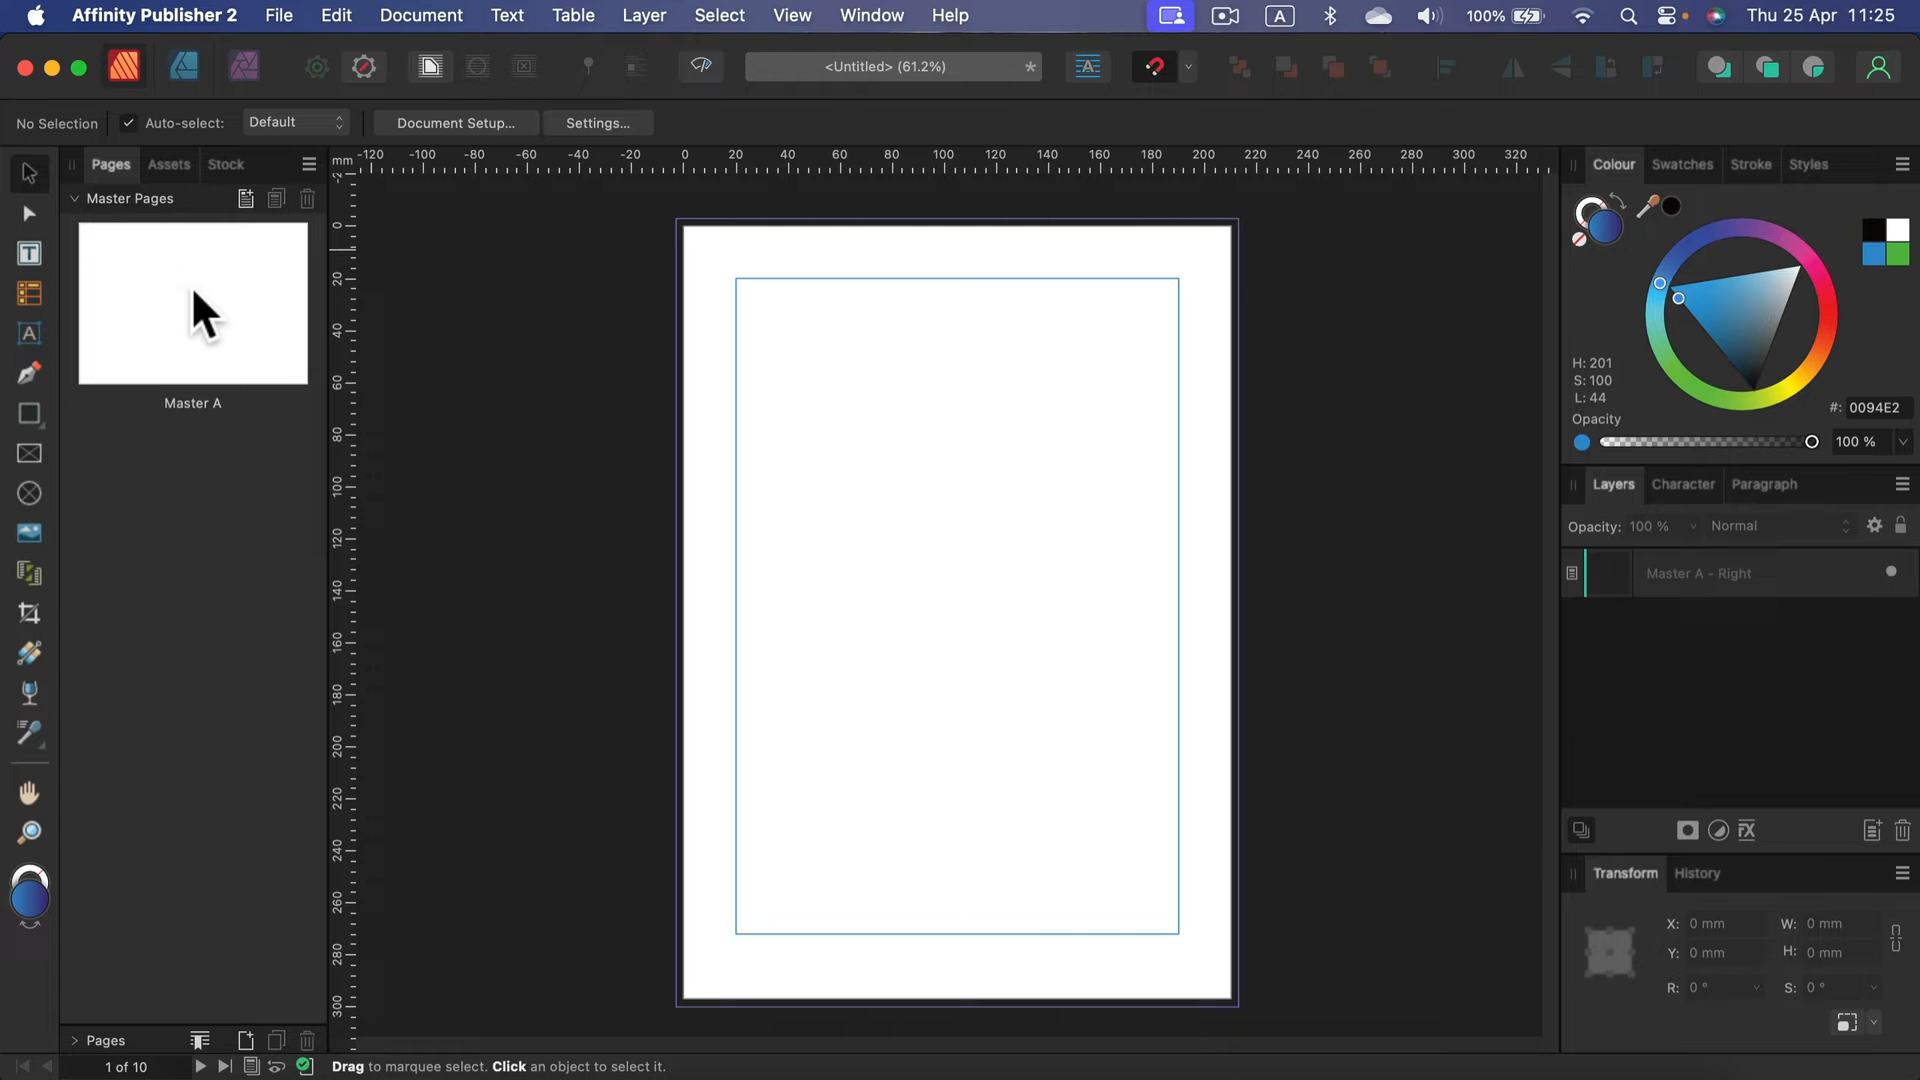 Affinity Publisher 2 File Edit Document Text Table Layer Select View Window Help A 100% Thu 25 Apr 11:25
<Untitled> (61.2%) * A
No Selection Auto-select: Default Document Setup... Settings...
Pages Assets Stock
mm -120 -100 -80 -60 -40 -20 0 20 40 60 80 100 120 140 160 180 200 220 240 260 280 300 320
Colour Swatches Stroke Styles
Master Pages
Master A
0
20
40
60
80
100
120
140
160
180
200
220
240
260
280
300
H: 201
S: 100
L: 44
#: 0094E2
Opacity
100 %
Layers Character Paragraph
Opacity: 100 % Normal
Master A - Right
Transform History
X: 0 mm W: 0 mm
Y: 0 mm H: 0 mm
R: 0 ° S: 0 °
Pages
1 of 10 Drag to marquee select. Click an object to select it.